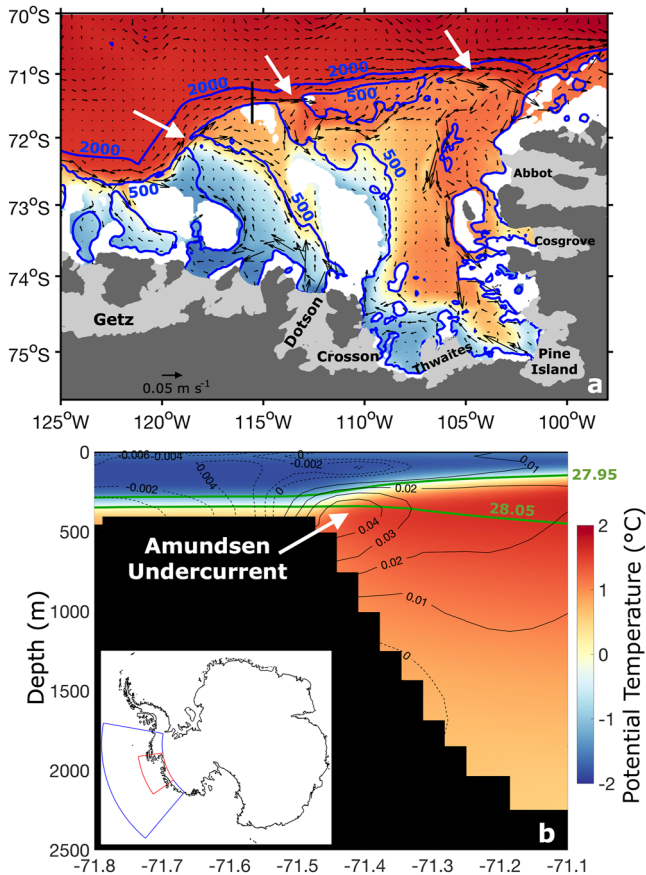 70°S
71°S
72°S
73°S
74°S
75°S
2000
2000
2000
500
500
500
500
Abbot
Cosgrove
Getz
Dotson
Crosson
Thwaites
Pine
Island
0.05 m s⁻¹
a
125°W 120°W 115°W 110°W 105°W 100°W
0
500
1000
1500
2000
2500
Depth (m)
-0.006 -0.004
-0.004
-0.002
-0.002
0
0.01
0.02
27.95
28.05
0.04
0.03
0.02
0.01
0
Amundsen
Undercurrent
b
-71.8 -71.7 -71.6 -71.5 -71.4 -71.3 -71.2 -71.1
2
1
0
-1
-2
Potential Temperature (°C)